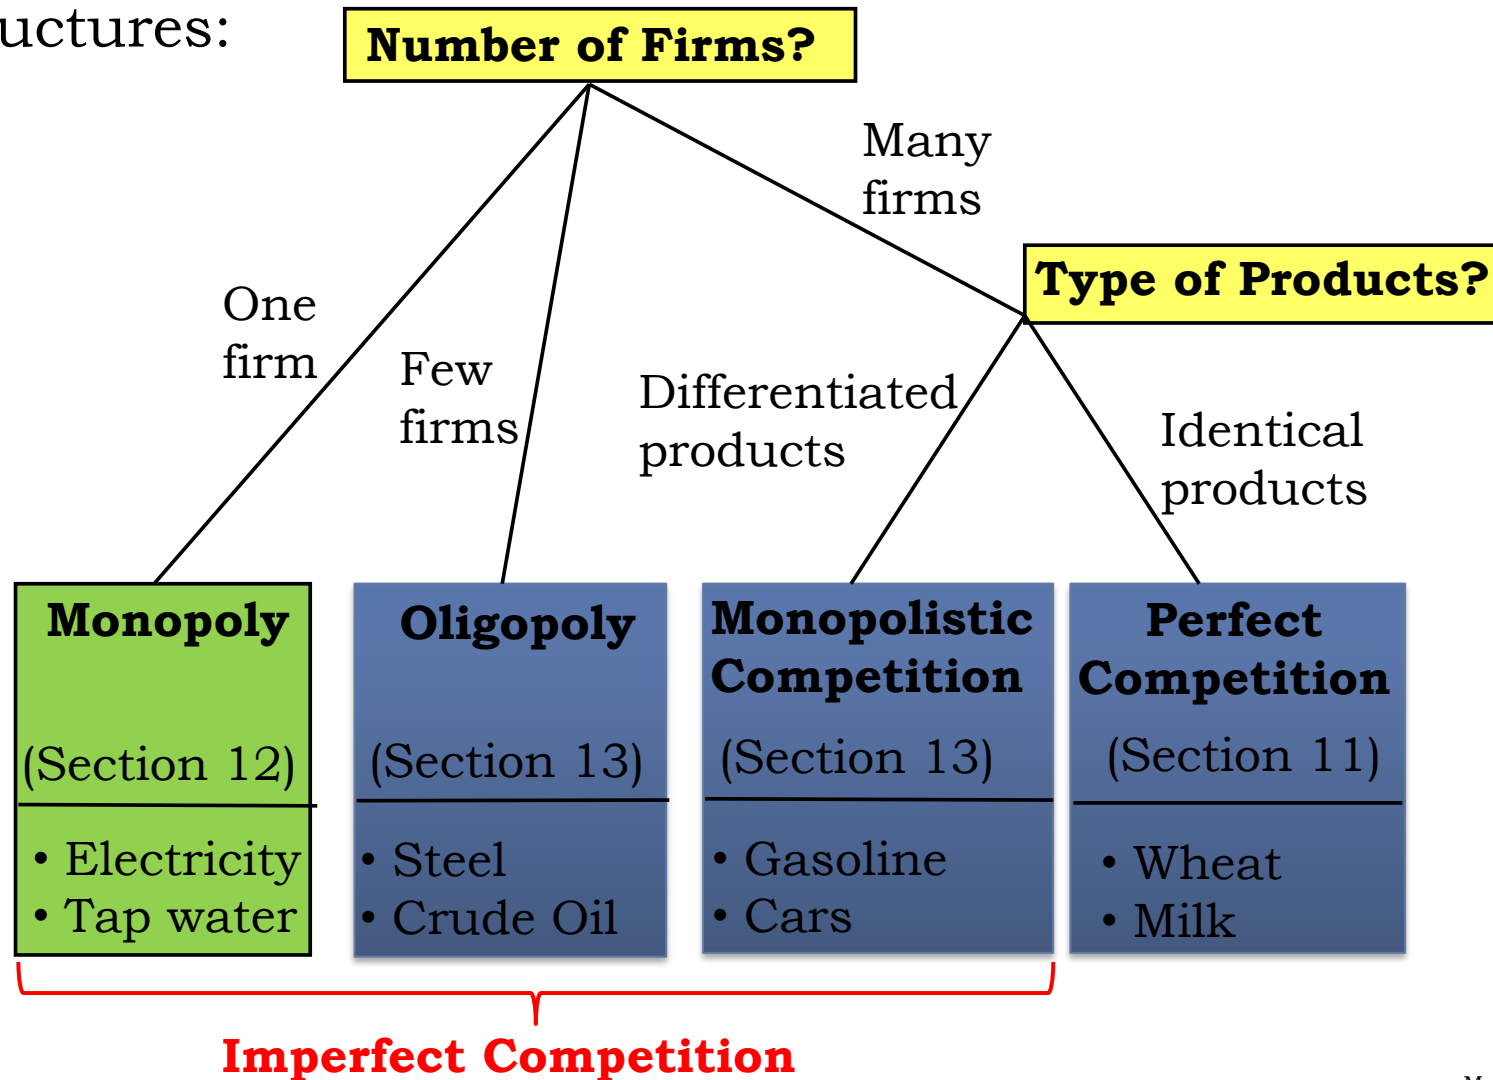 uctures:
Number of Firms?
Many
firms
Type of Products?
One
firm
Few
firms
Differentiated
products
Identical
products
Monopoly
(Section 12)
• Electricity
• Tap water
Oligopoly
(Section 13)
• Steel
• Crude Oil
Monopolistic
Competition
(Section 13)
• Gasoline
• Cars
Perfect
Competition
(Section 11)
• Wheat
• Milk
Imperfect Competition